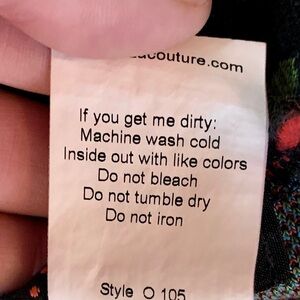 couture.com
If you get me dirty:
Machine wash cold
Inside out with like colors
Do not bleach
Do not tumble dry
Do not iron
Style O 105